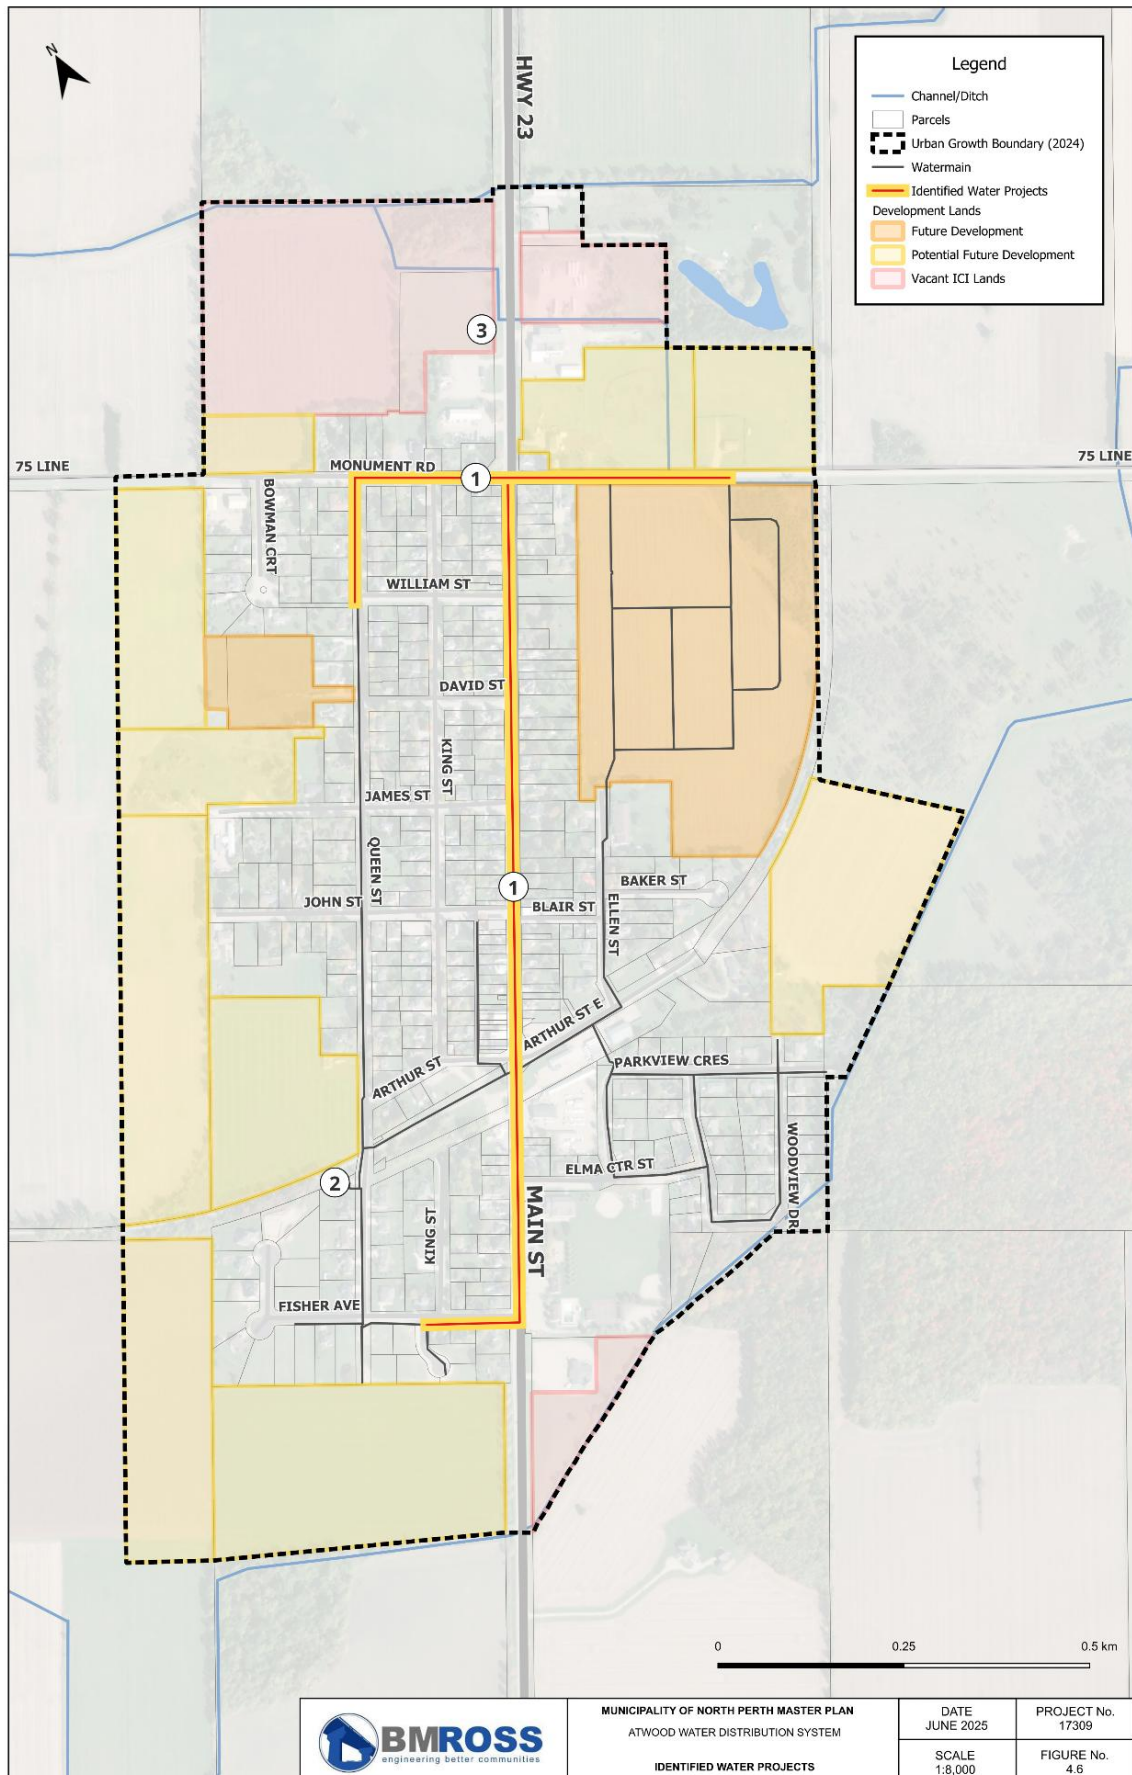 N
HWY 23
Legend
Channel/Ditch
Parcels
Urban Growth Boundary (2024)
Watermain
Identified Water Projects
Development Lands
Future Development
Potential Future Development
Vacant ICI Lands
3
75 LINE
MONUMENT RD
1
75 LINE
BOWMAN CRT
WILLIAM ST
DAVID ST
KING ST
JAMES ST
QUEEN ST
1
BAKER ST
JOHN ST
BLAIR ST
ELLEN ST
ARTHUR ST E
ARTHUR ST
PARKVIEW CRES
WOODVIEW DR
ELMA CTR ST
2
KING ST
MAIN ST
FISHER AVE
0 0.25 0.5 km
BMROSS
engineering better communities
MUNICIPALITY OF NORTH PERTH MASTER PLAN
ATWOOD WATER DISTRIBUTION SYSTEM
IDENTIFIED WATER PROJECTS
DATE
JUNE 2025
PROJECT No.
17309
SCALE
1:8,000
FIGURE No.
4.6